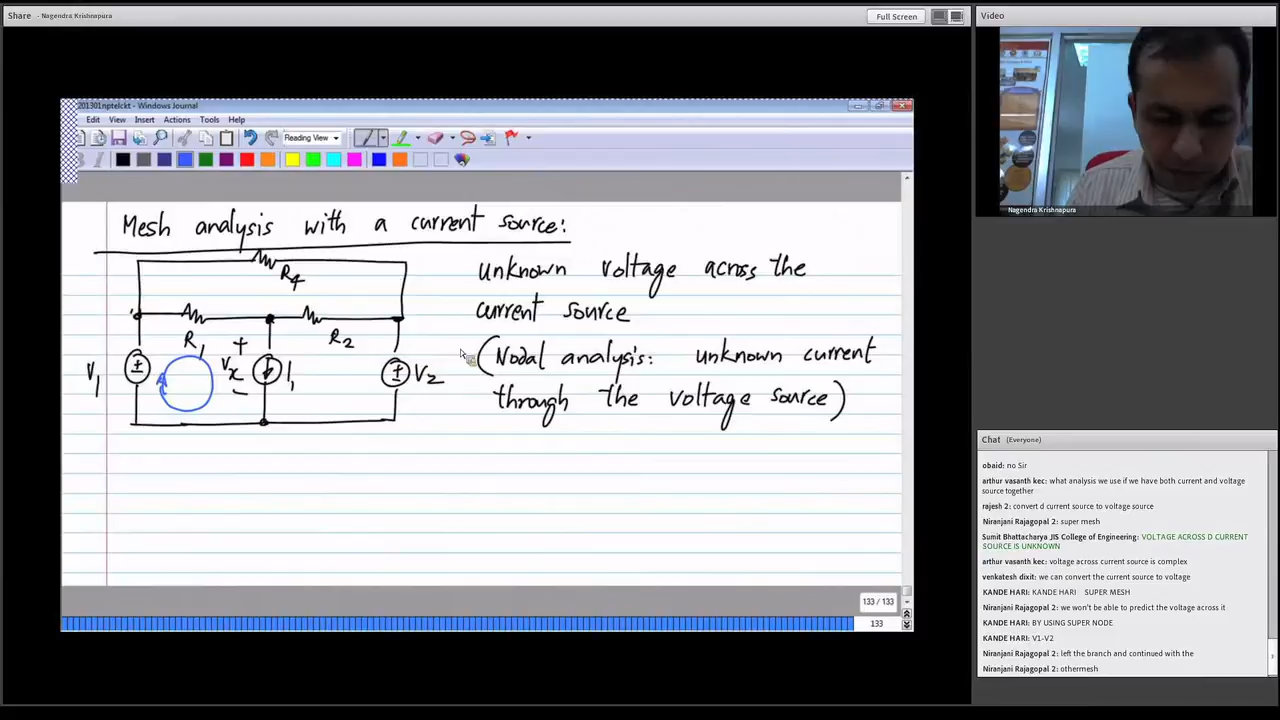 Share - Nagendra Krishnapura
Full Screen
Video
201301nptelckt - Windows Journal
Edit View Insert Actions Tools Help
Reading View
Mesh analysis with a current source:
R4
R1
R2
V1
+
Vx
-
I1
V2
unknown voltage across the
current source
(Nodal analysis: unknown current
through the voltage source)
133 / 133
133
Nagendra Krishnapura
Chat (Everyone)
obaid: no Sir
arthur vasanth kec: what analysis we use if we have both current and voltage
source together
rajesh 2: convert d current source to voltage source
Niranjani Rajagopal 2: super mesh
Sumit Bhattacharya JIS College of Engineering: VOLTAGE ACROSS D CURRENT
SOURCE IS UNKNOWN
arthur vasanth kec: voltage across current source is complex
venkatesh dixit: we can convert the current source to voltage
KANDE HARI: KANDE HARI SUPER MESH
Niranjani Rajagopal 2: we won't be able to predict the voltage across it
KANDE HARI: BY USING SUPER NODE
KANDE HARI: V1-V2
Niranjani Rajagopal 2: left the branch and continued with the
Niranjani Rajagopal 2: othermesh